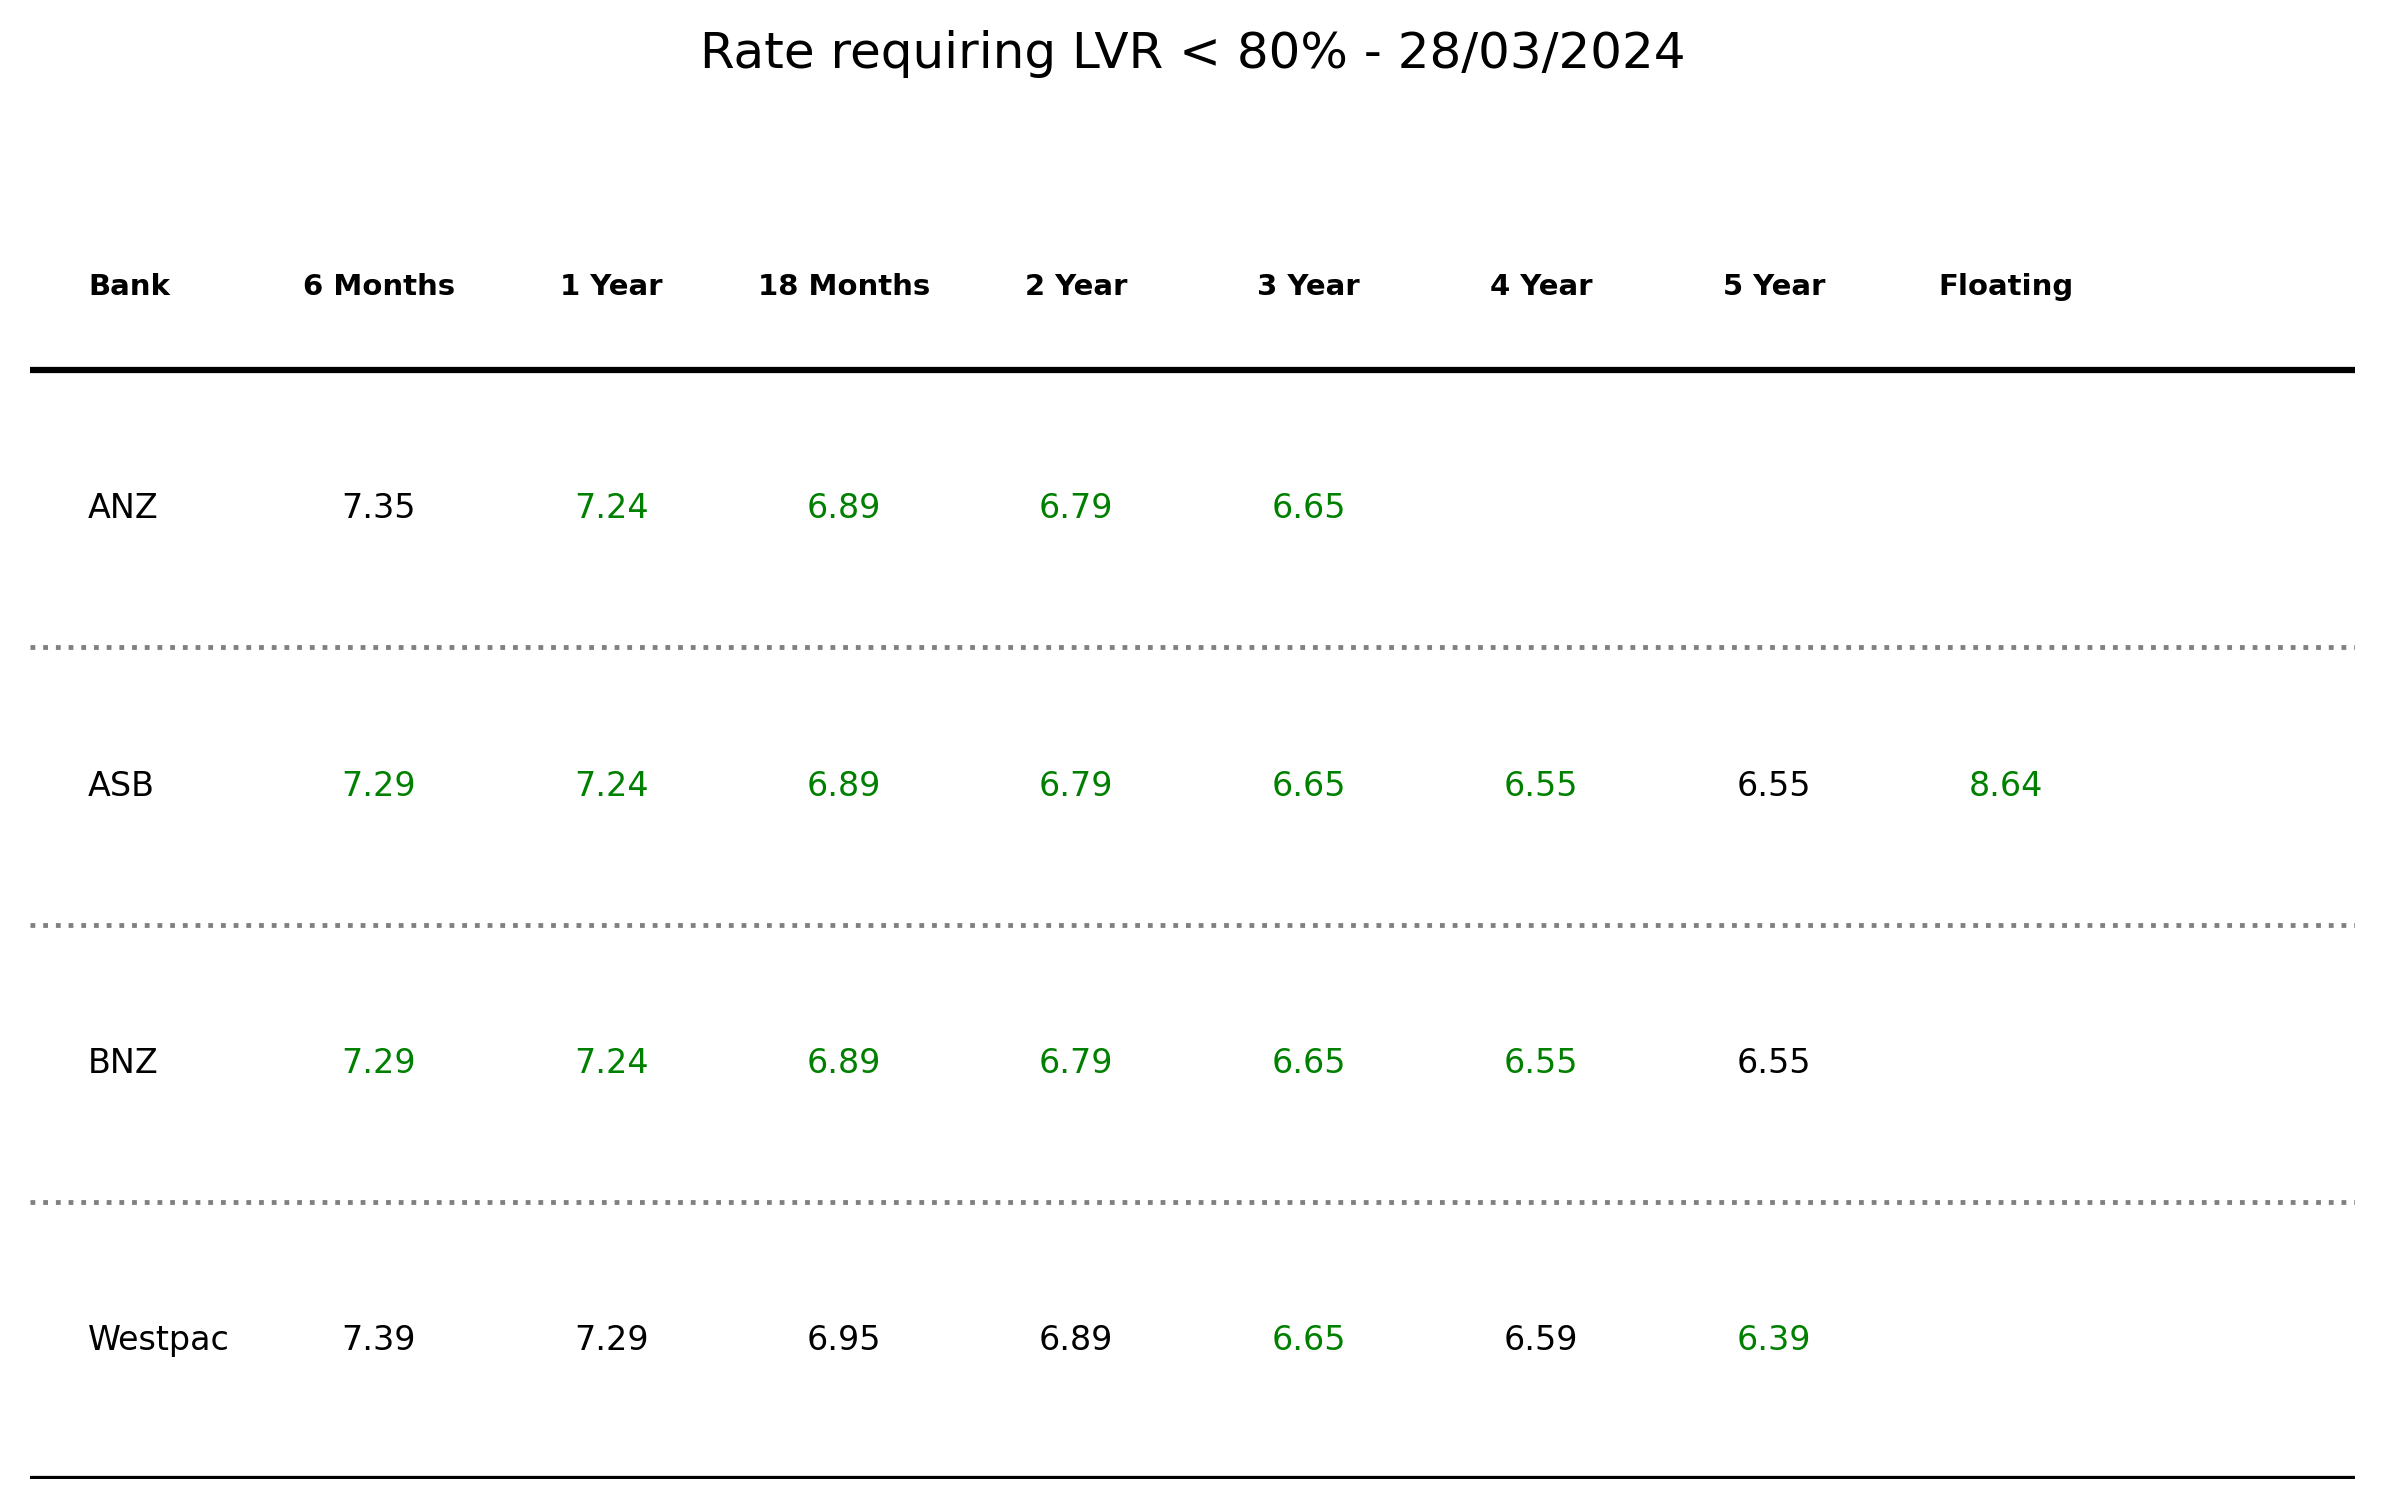 Rate requiring LVR < 80% - 28/03/2024
Bank 6 Months 1 Year 18 Months 2 Year 3 Year 4 Year 5 Year Floating
ANZ 7.35 7.24 6.89 6.79 6.65
ASB 7.29 7.24 6.89 6.79 6.65 6.55 6.55 8.64
BNZ 7.29 7.24 6.89 6.79 6.65 6.55 6.55
Westpac 7.39 7.29 6.95 6.89 6.65 6.59 6.39